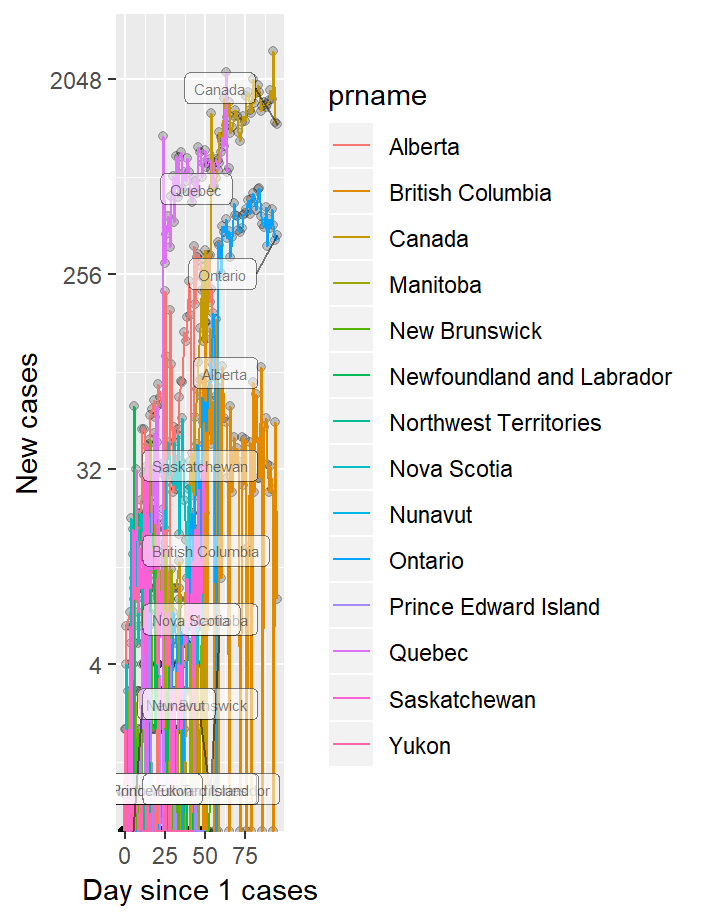 2048
256
32
4
New cases
Canada
Quebec
Ontario
Alberta
Saskatchewan
British Columbia
Nova Scotia
Nunavut
Yukon
0 25 50 75
Day since 1 cases
prname
Alberta
British Columbia
Canada
Manitoba
New Brunswick
Newfoundland and Labrador
Northwest Territories
Nova Scotia
Nunavut
Ontario
Prince Edward Island
Quebec
Saskatchewan
Yukon